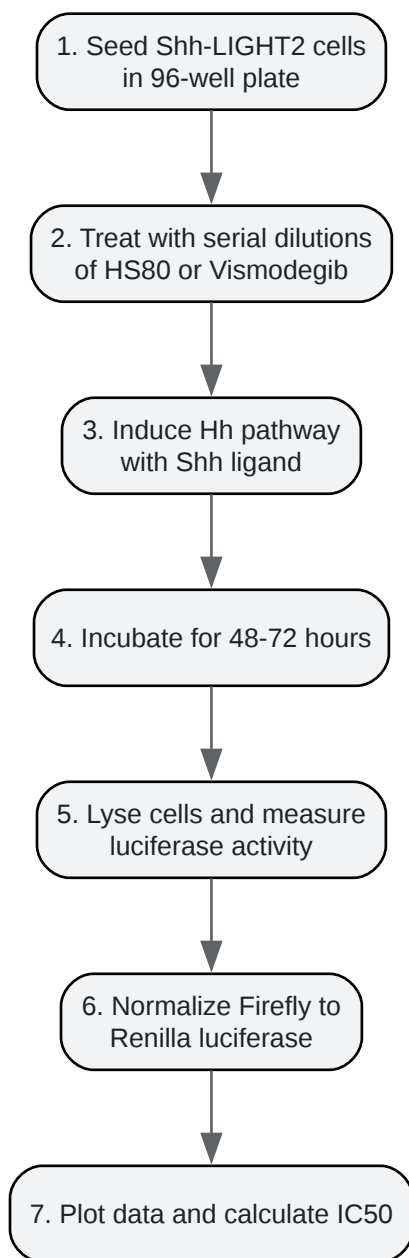 1. Seed Shh-LIGHT2 cells
in 96-well plate
2. Treat with serial dilutions
of HS80 or Vismodegib
3. Induce Hh pathway
with Shh ligand
4. Incubate for 48-72 hours
5. Lyse cells and measure
luciferase activity
6. Normalize Firefly to
Renilla luciferase
7. Plot data and calculate IC50